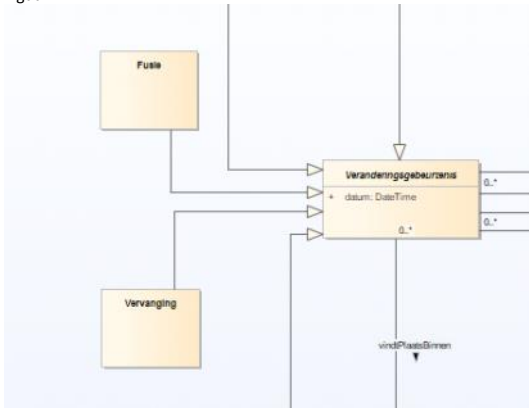 Fusie
Veranderingsgebeurtenis
0..*
+ datum: DateTime
0..*
0..*
Vervanging
vindtPlaatsBinnen